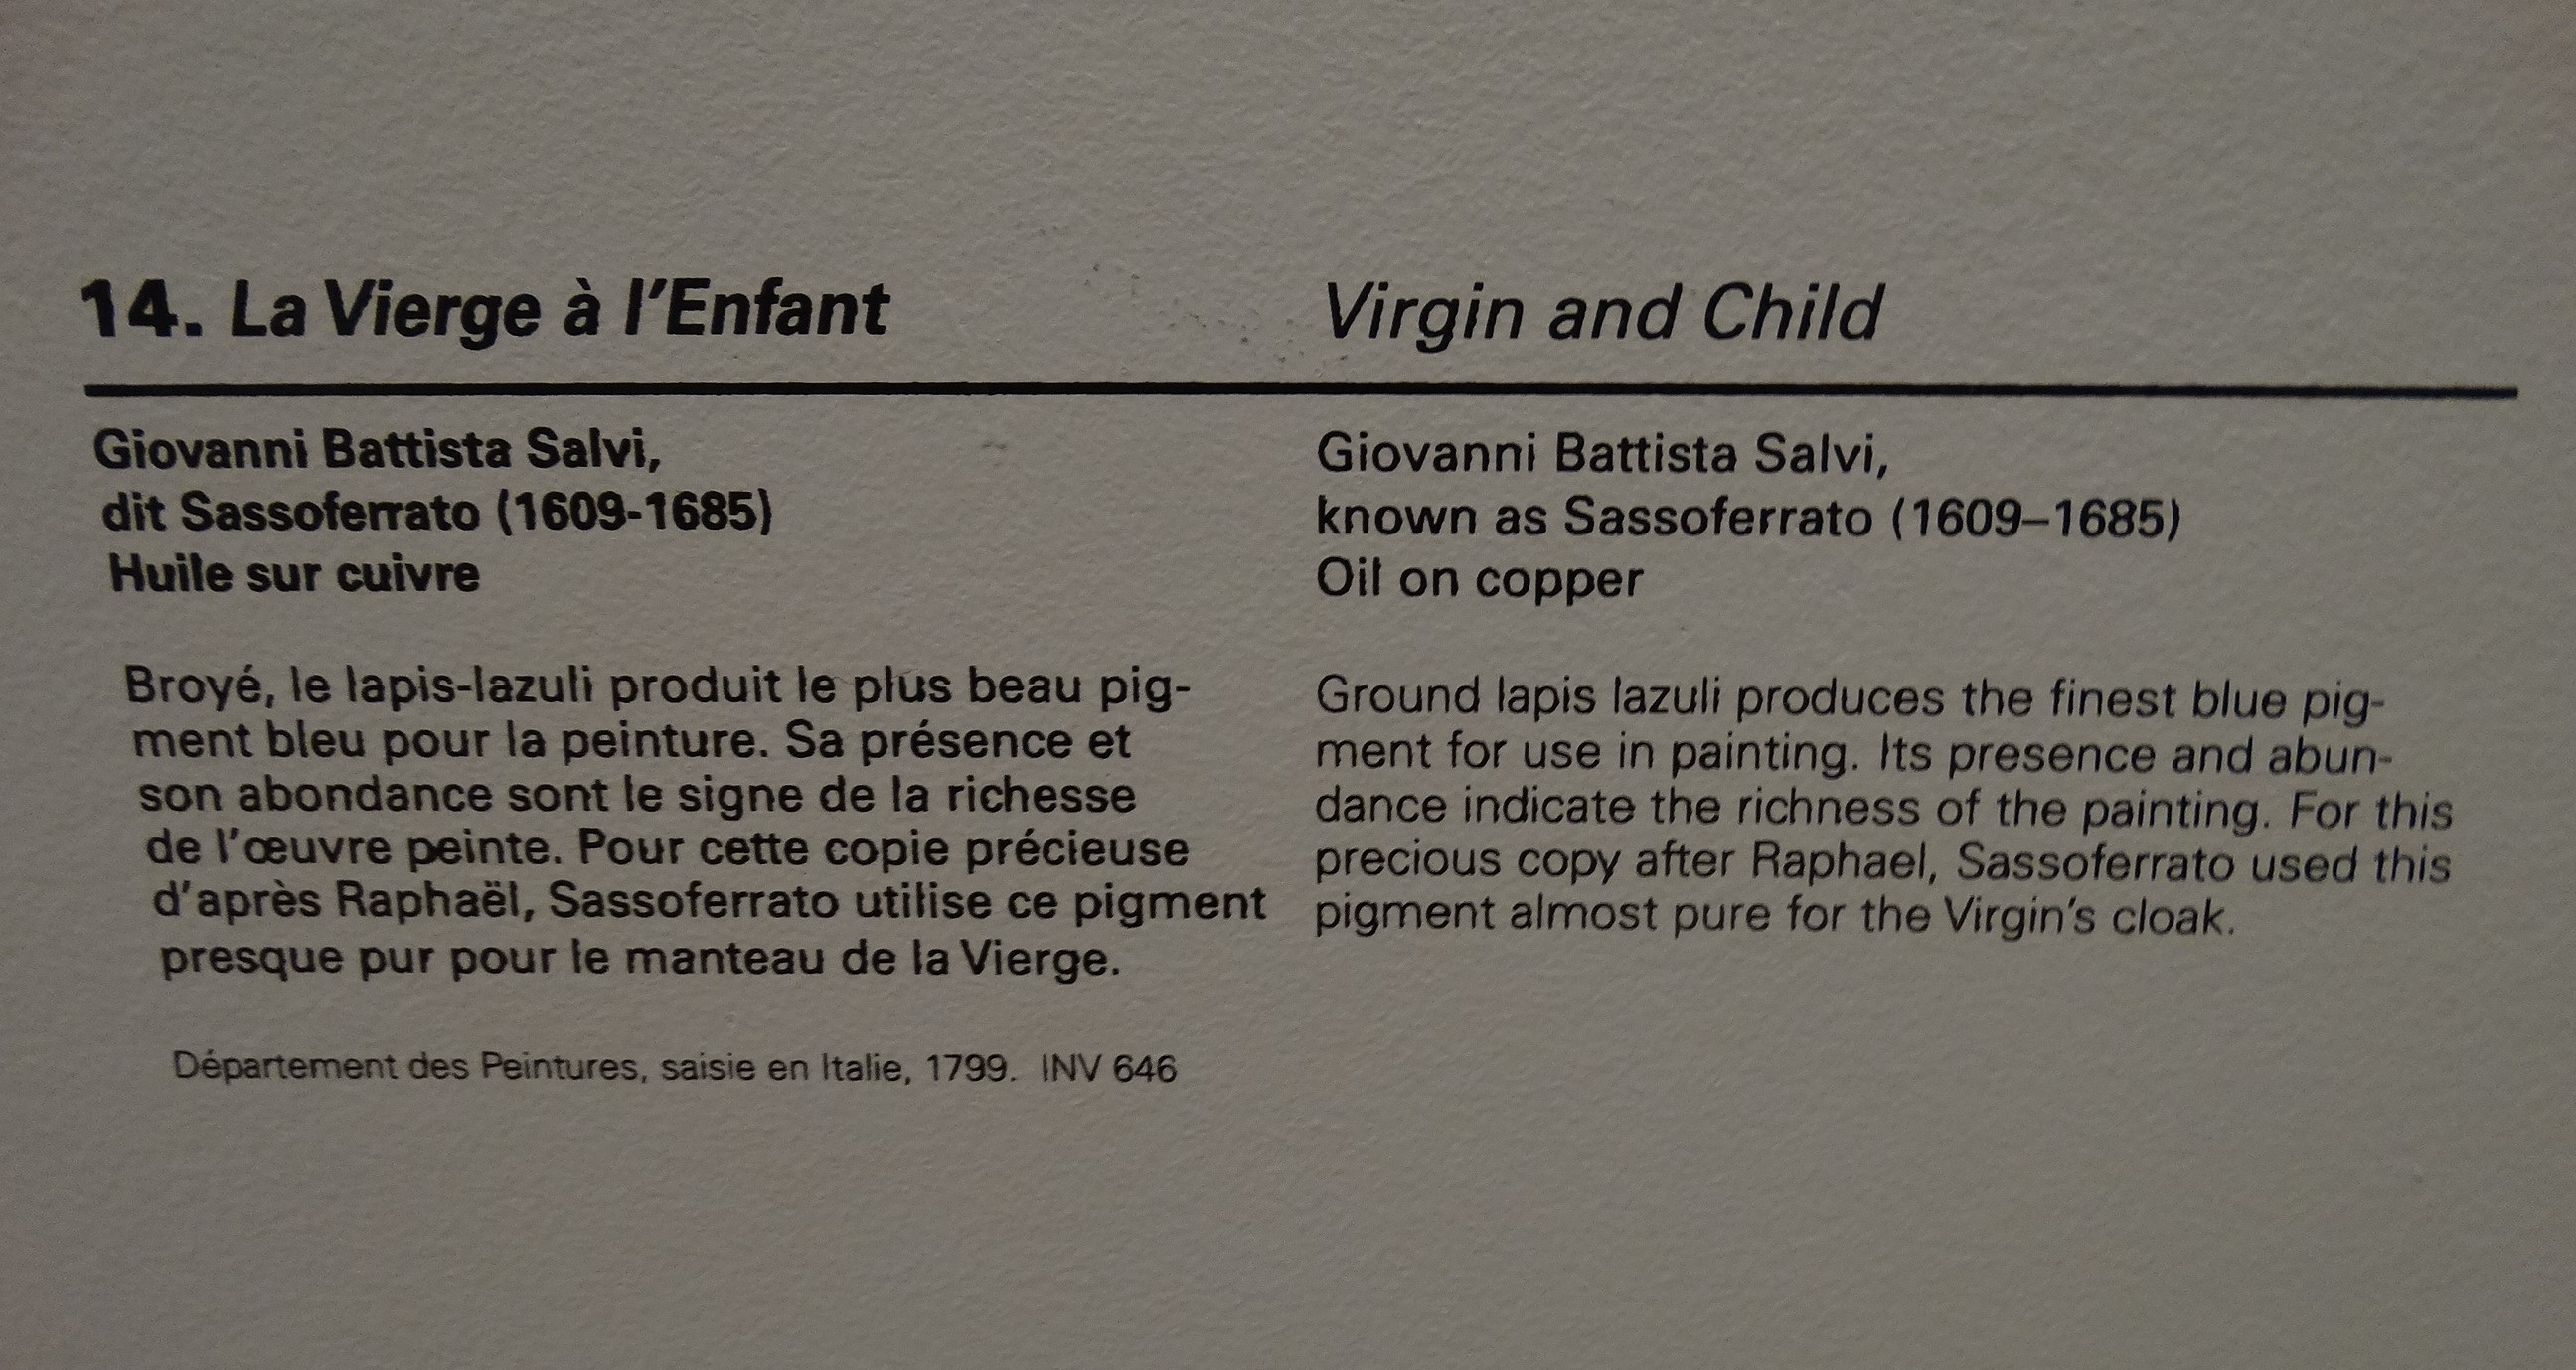 14. La Vierge à l'Enfant
Giovanni Battista Salvi,
dit Sassoferrato (1609-1685)
Huile sur cuivre
Broyé, le lapis-lazuli produit le plus beau pig-
ment bleu pour la peinture. Sa présence et
son abondance sont le signe de la richesse
de l'œuvre peinte. Pour cette copie précieuse
d'après Raphaël, Sassoferrato utilise ce pigment
presque pur pour le manteau de la Vierge.
Département des Peintures, saisie en Italie, 1799. INV 646
Virgin and Child
Giovanni Battista Salvi,
known as Sassoferrato (1609–1685)
Oil on copper
Ground lapis lazuli produces the finest blue pig-
ment for use in painting. Its presence and abun-
dance indicate the richness of the painting. For this
precious copy after Raphael, Sassoferrato used this
pigment almost pure for the Virgin's cloak.